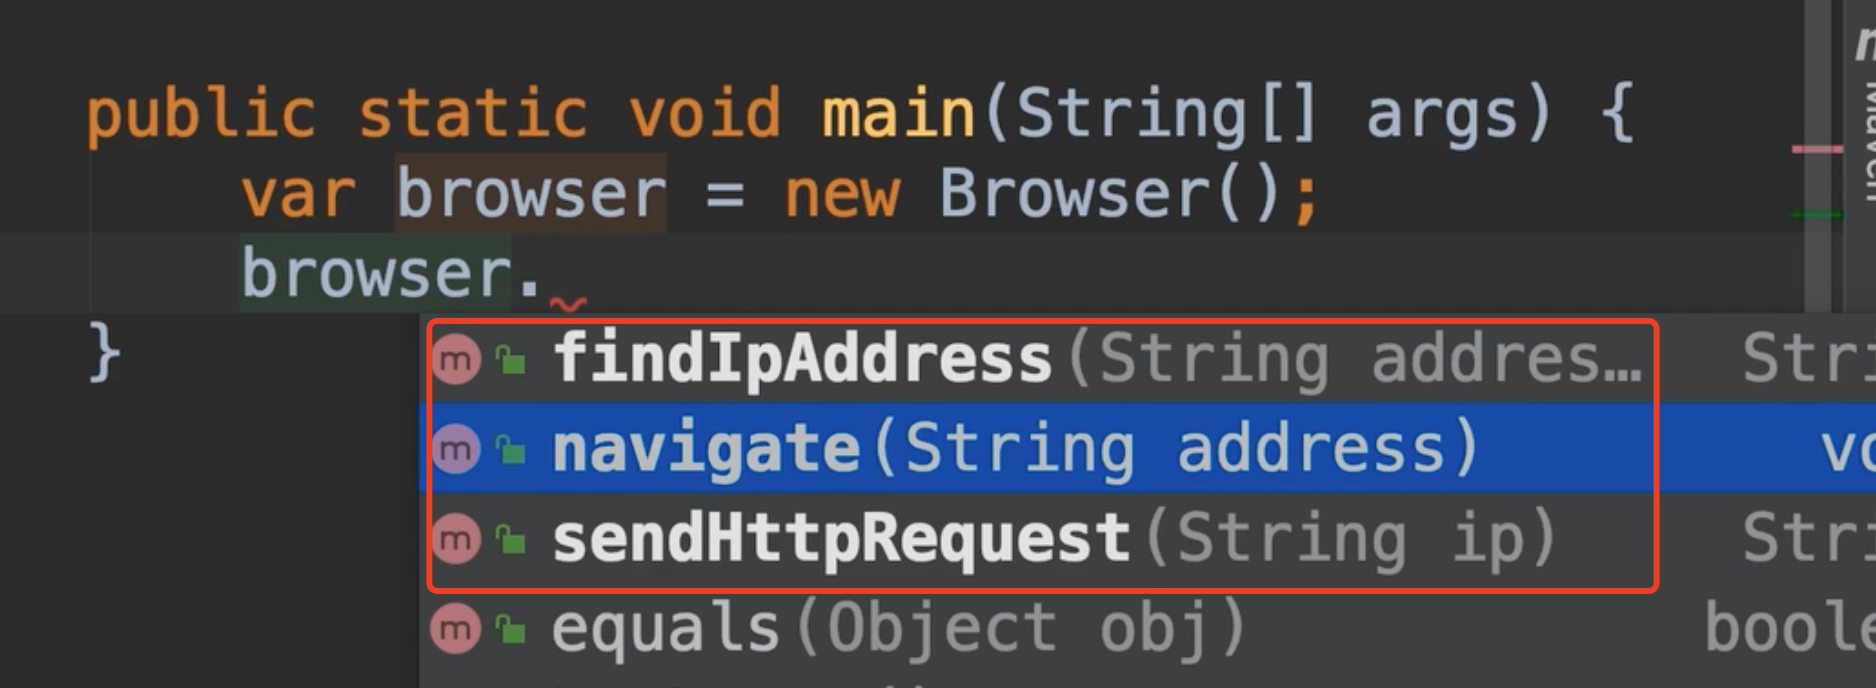 public static void main(String[] args) {
var browser = new Browser();
browser.
}
m findIpAddress(String addres… Stri
m navigate(String address) vo
m sendHttpRequest(String ip) Stri
m equals(Object obj) boole
Maven